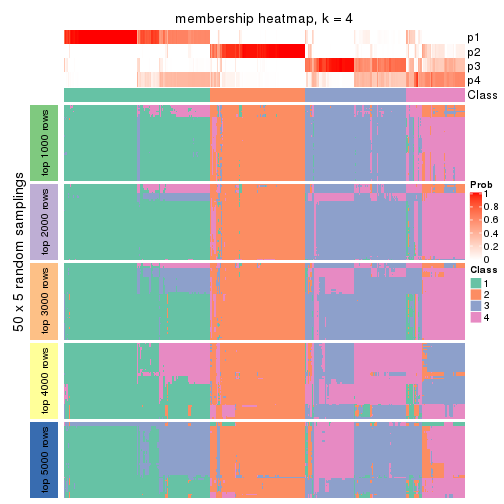 membership heatmap, k = 4
p1
p2
p3
p4
Class
50 x 5 random samplings
top 1000 rows
top 2000 rows
top 3000 rows
top 4000 rows
top 5000 rows
Prob
1
0.8
0.6
0.4
0.2
0
Class
1
2
3
4